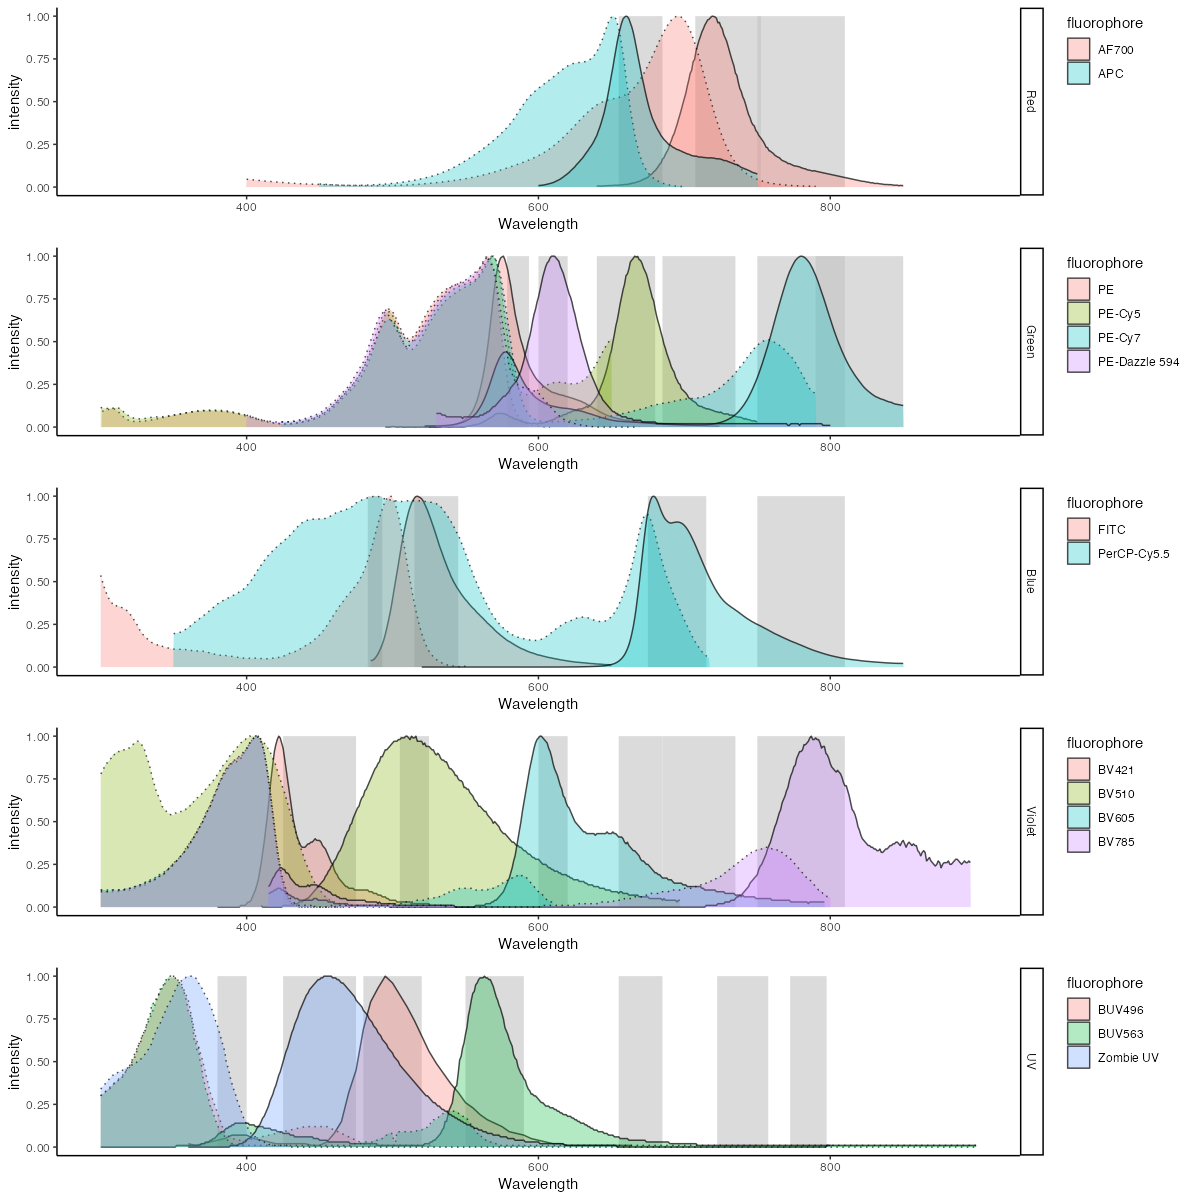 1.00
0.75
0.50
0.25
0.00
intensity
400
600
800
Wavelength
Red
fluorophore
AF700
APC
1.00
0.75
0.50
0.25
0.00
intensity
400
600
800
Wavelength
Green
fluorophore
PE
PE-Cy5
PE-Cy7
PE-Dazzle 594
1.00
0.75
0.50
0.25
0.00
intensity
400
600
800
Wavelength
Blue
fluorophore
FITC
PerCP-Cy5.5
1.00
0.75
0.50
0.25
0.00
intensity
400
600
800
Wavelength
Violet
fluorophore
BV421
BV510
BV605
BV785
1.00
0.75
0.50
0.25
0.00
intensity
400
600
800
Wavelength
UV
fluorophore
BUV496
BUV563
Zombie UV